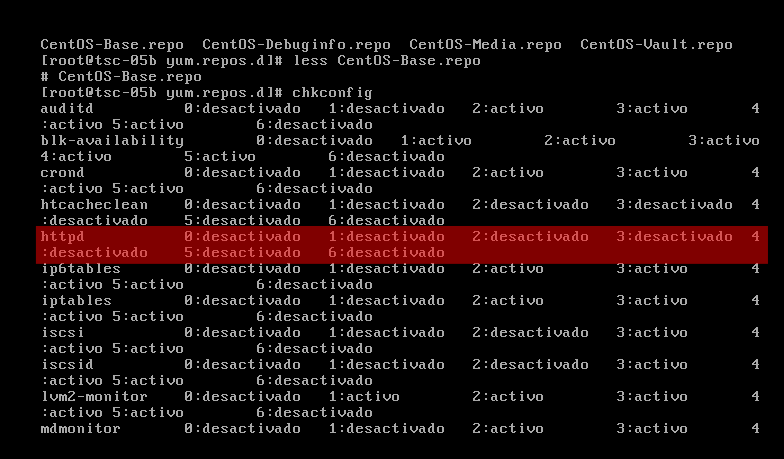 CentOS-Base.repo  CentOS-Debuginfo.repo  CentOS-Media.repo  CentOS-Vault.repo
[root@tsc-05b yum.repos.d]# less CentOS-Base.repo
# CentOS-Base.repo
[root@tsc-05b yum.repos.d]# chkconfig
auditd          0:desactivado   1:desactivado   2:activo        3:activo        4
:activo 5:activo        6:desactivado
blk-availability        0:desactivado   1:activo        2:activo        3:activo
4:activo        5:activo        6:desactivado
crond           0:desactivado   1:desactivado   2:activo        3:activo        4
:activo 5:activo        6:desactivado
htcacheclean    0:desactivado   1:desactivado   2:desactivado   3:desactivado   4
:desactivado    5:desactivado   6:desactivado
httpd           0:desactivado   1:desactivado   2:desactivado   3:desactivado   4
:desactivado    5:desactivado   6:desactivado
ip6tables       0:desactivado   1:desactivado   2:activo        3:activo        4
:activo 5:activo        6:desactivado
iptables        0:desactivado   1:desactivado   2:activo        3:activo        4
:activo 5:activo        6:desactivado
iscsi           0:desactivado   1:desactivado   2:desactivado   3:activo        4
:activo 5:activo        6:desactivado
iscsid          0:desactivado   1:desactivado   2:desactivado   3:activo        4
:activo 5:activo        6:desactivado
lvm2-monitor    0:desactivado   1:activo        2:activo        3:activo        4
:activo 5:activo        6:desactivado
mdmonitor       0:desactivado   1:desactivado   2:activo        3:activo        4